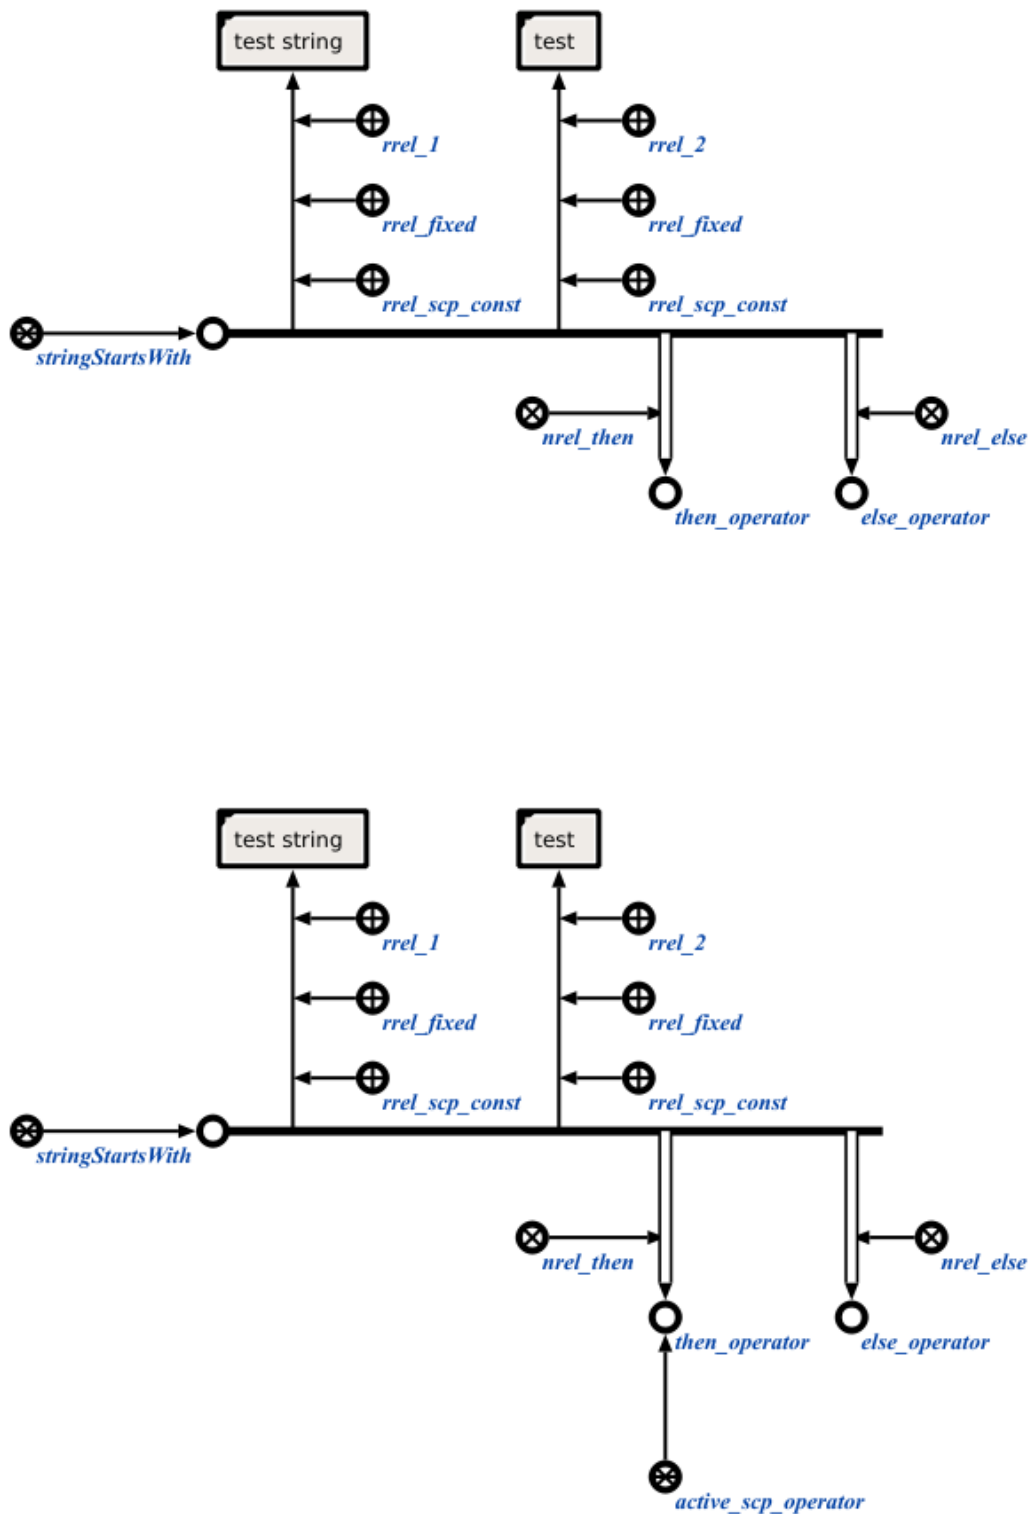 test string test
rrel_1 rrel_2
rrel_fixed rrel_fixed
rrel_scp_const rrel_scp_const
stringStartsWith
nrel_then nrel_else
then_operator else_operator
test string test
rrel_1 rrel_2
rrel_fixed rrel_fixed
rrel_scp_const rrel_scp_const
stringStartsWith
nrel_then nrel_else
then_operator else_operator
active_scp_operator